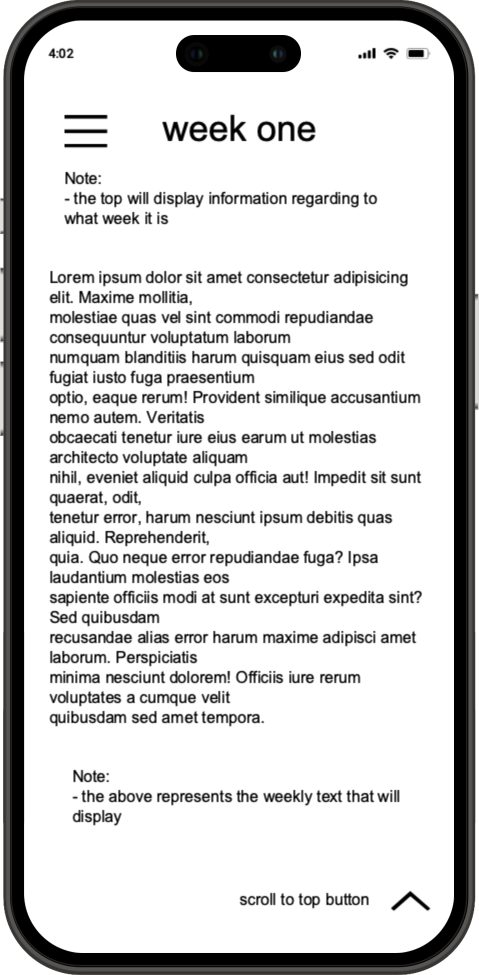 4:02
week one
Note:
- the top will display information regarding to
what week it is
Lorem ipsum dolor sit amet consectetur adipisicing
elit. Maxime mollitia,
molestiae quas vel sint commodi repudiandae
consequuntur voluptatum laborum
numquam blanditiis harum quisquam eius sed odit
fugiat iusto fuga praesentium
optio, eaque rerum! Provident similique accusantium
nemo autem. Veritatis
obcaecati tenetur iure eius earum ut molestias
architecto voluptate aliquam
nihil, eveniet aliquid culpa officia aut! Impedit sit sunt
quaerat, odit,
tenetur error, harum nesciunt ipsum debitis quas
aliquid. Reprehenderit,
quia. Quo neque error repudiandae fuga? Ipsa
laudantium molestias eos
sapiente officiis modi at sunt excepturi expedita sint?
Sed quibusdam
recusandae alias error harum maxime adipisci amet
laborum. Perspiciatis
minima nesciunt dolorem! Officiis iure rerum
voluptates a cumque velit
quibusdam sed amet tempora.
Note:
- the above represents the weekly text that will
display
scroll to top button